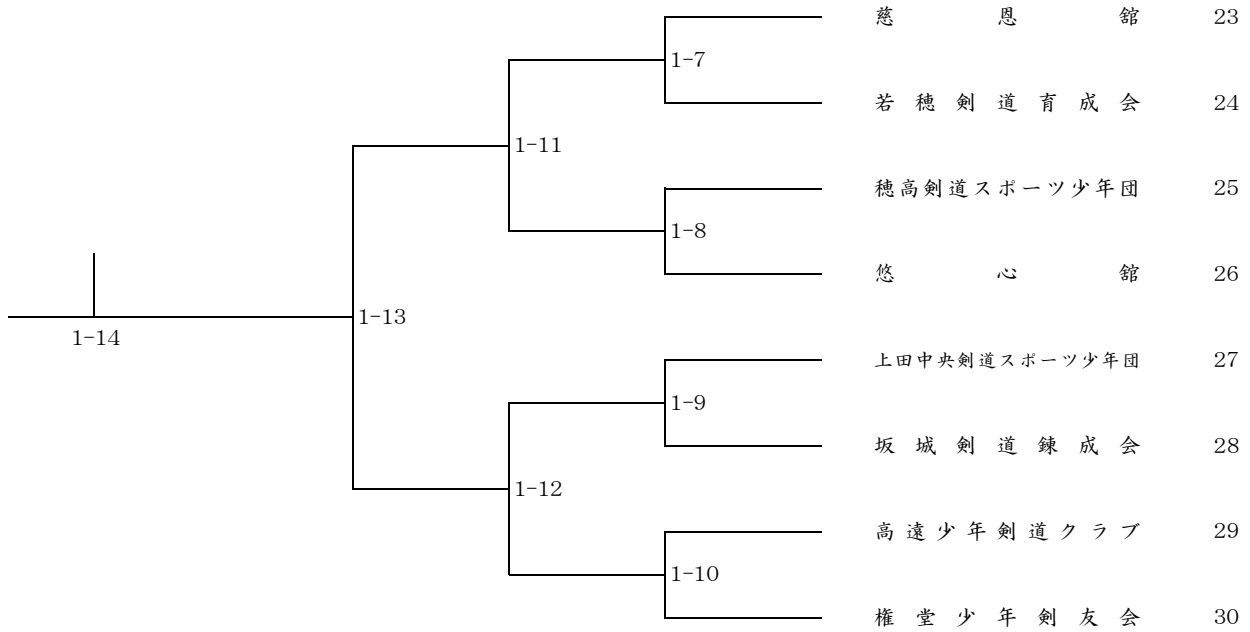 慈恩舘 23
1-7
若穂剣道育成会 24
1-11
穂高剣道スポーツ少年団 25
1-8
悠心舘 26
1-13
1-14
上田中央剣道スポーツ少年団 27
1-9
坂城剣道錬成会 28
1-12
高遠少年剣道クラブ 29
1-10
権堂少年剣友会 30